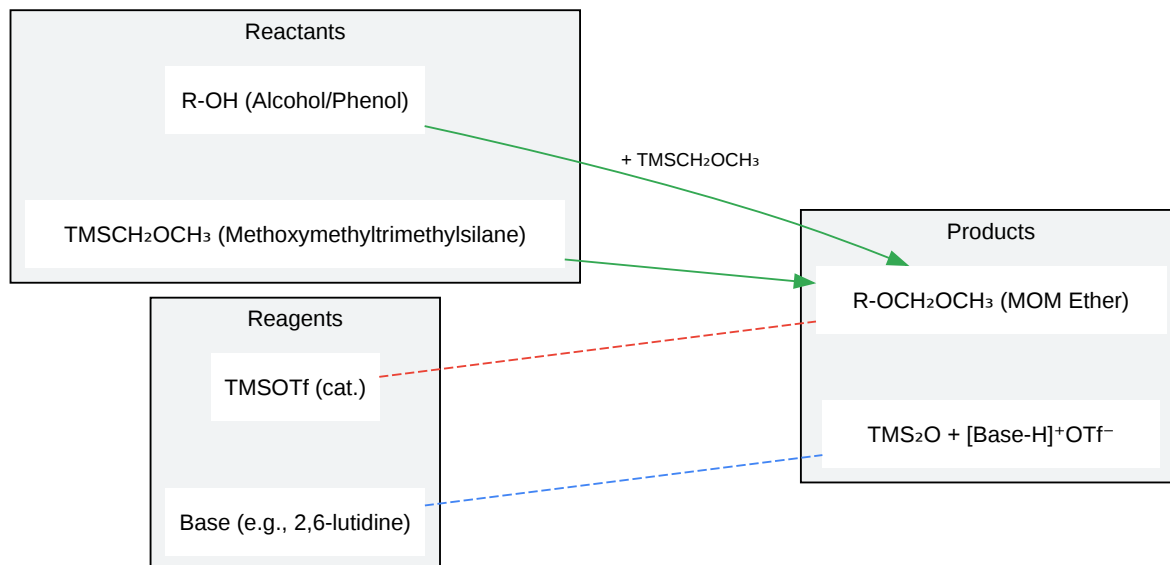 Reactants
R-OH (Alcohol/Phenol)
+ TMSCH₂OCH₃
TMSCH₂OCH₃ (Methoxymethyltrimethylsilane)
Products
R-OCH₂OCH₃ (MOM Ether)
Reagents
TMSOTf (cat.)
TMS₂O + [Base-H]⁺OTf⁻
Base (e.g., 2,6-lutidine)